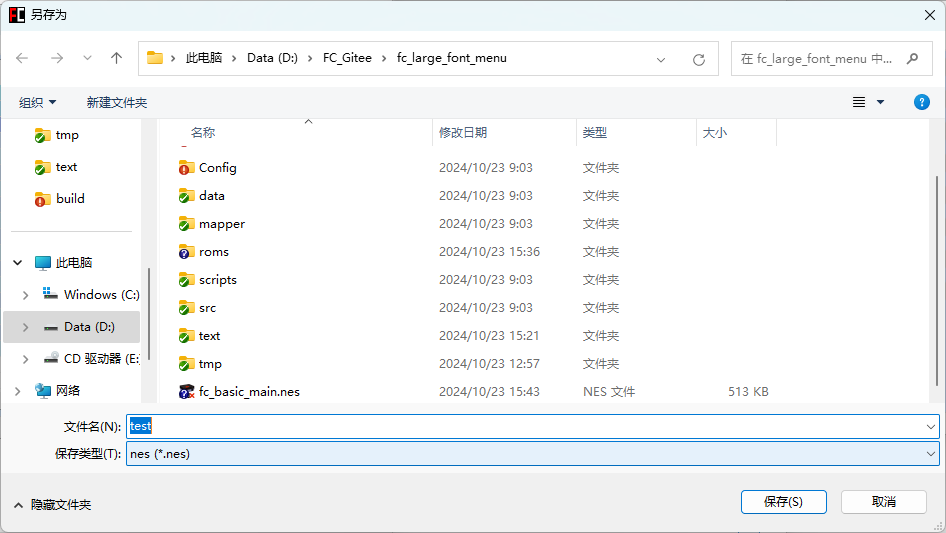 FC 另存为
此电脑 Data (D:) FC_Gitee fc_large_font_menu
在 fc_large_font_menu 中...
组织 新建文件夹
?
tmp
text
build
此电脑
Windows (C:)
Data (D:)
CD 驱动器 (E:
网络
名称 修改日期 类型 大小
Config 2024/10/23 9:03 文件夹
data 2024/10/23 9:03 文件夹
mapper 2024/10/23 9:03 文件夹
roms 2024/10/23 15:36 文件夹
scripts 2024/10/23 9:03 文件夹
src 2024/10/23 9:03 文件夹
text 2024/10/23 15:21 文件夹
tmp 2024/10/23 12:57 文件夹
fc_basic_main.nes 2024/10/23 15:43 NES 文件 513 KB
文件名(N): test
保存类型(T): nes (*.nes)
隐藏文件夹
保存(S) 取消